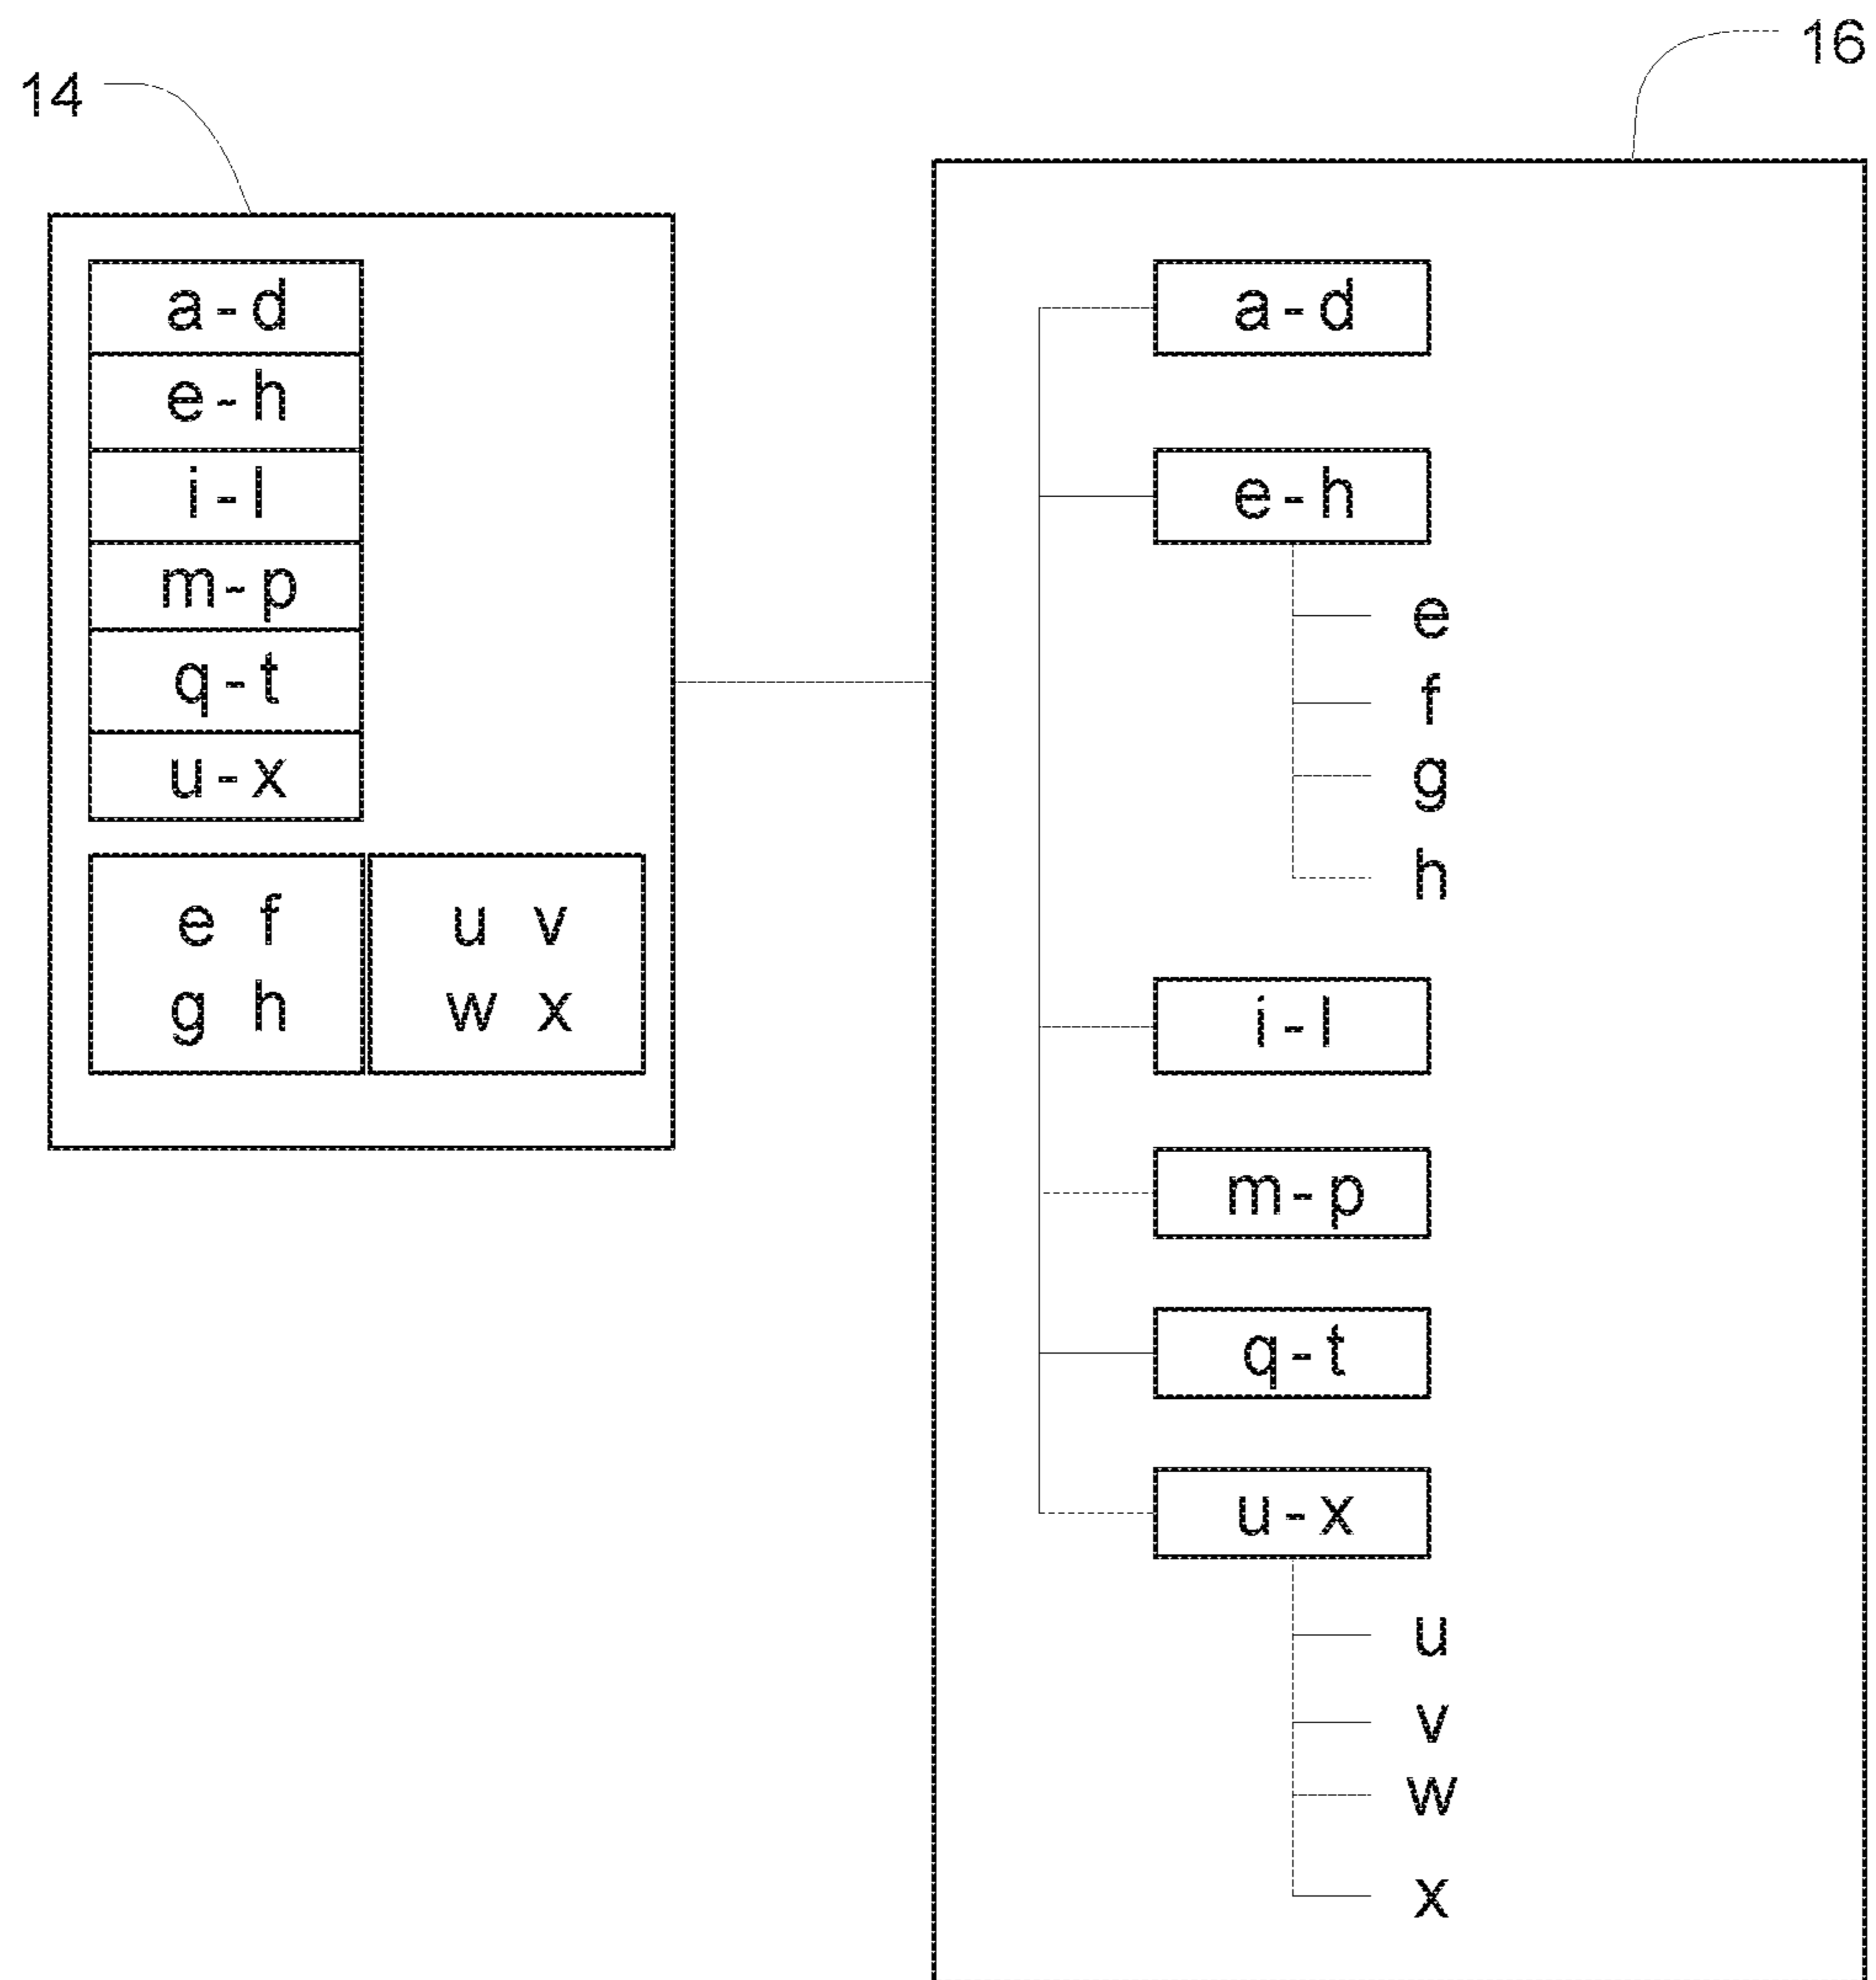 14
a-d
e-h
i-l
m-p
q-t
u-x
e f
g h
u v
w x
16
a-d
e-h
e
f
g
h
i-l
m-p
q-t
u-x
u
v
w
x